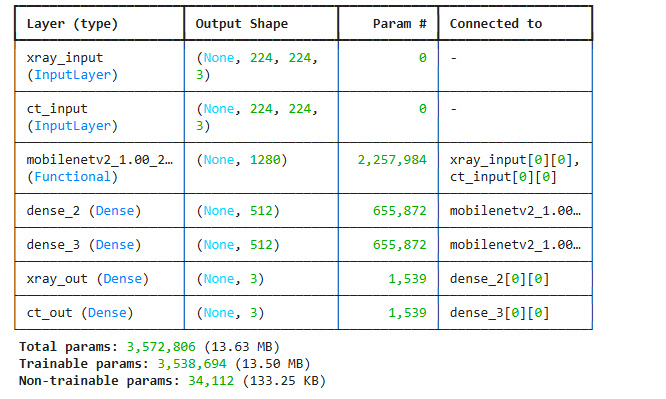 Layer (type) Output Shape Param # Connected to
xray_input (None, 224, 224, 0 -
(InputLayer) 3)
ct_input (None, 224, 224, 0 -
(InputLayer) 3)
mobilenetv2_1.00_2… (None, 1280) 2,257,984 xray_input[0][0],
(Functional) ct_input[0][0]
dense_2 (Dense) (None, 512) 655,872 mobilenetv2_1.00…
dense_3 (Dense) (None, 512) 655,872 mobilenetv2_1.00…
xray_out (Dense) (None, 3) 1,539 dense_2[0][0]
ct_out (Dense) (None, 3) 1,539 dense_3[0][0]
Total params: 3,572,806 (13.63 MB)
Trainable params: 3,538,694 (13.50 MB)
Non-trainable params: 34,112 (133.25 KB)